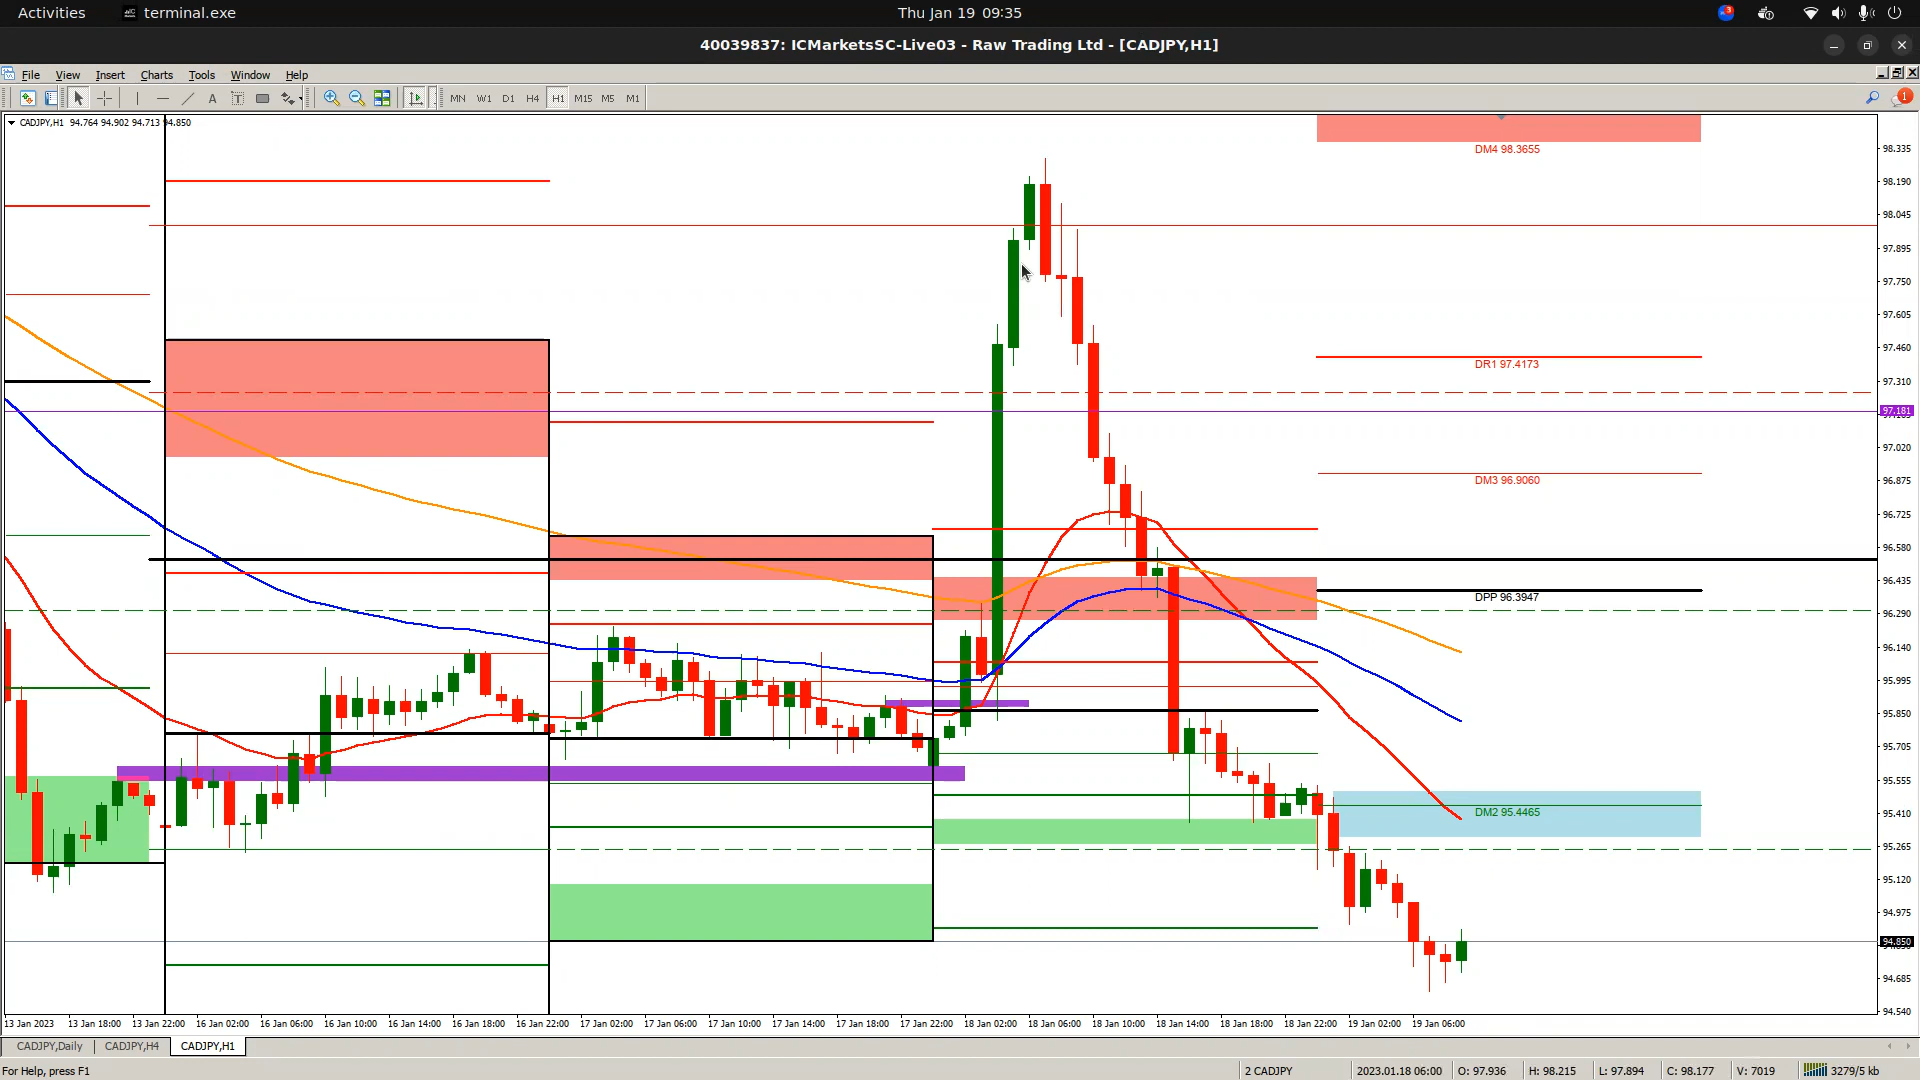 Activities terminal.exe Thu Jan 19 09:35 3
40039837: ICMarketsSC-Live03 - Raw Trading Ltd - [CADJPY,H1]
File View Insert Charts Tools Window Help
A T MN W1 D1 H4 H1 M15 M5 M1 1
CADJPY,H1 94.764 94.902 94.713 94.850
DM4 98.3655
98.335
98.190
98.045
97.895
97.750
97.605
97.460
DR1 97.4173
97.310
97.181
97.020
96.875
DM3 96.9060
96.725
96.580
96.435
DPP 96.3947
96.290
96.140
95.995
95.850
95.705
95.555
95.410
DM2 95.4465
95.265
95.120
94.975
94.850
94.685
94.540
13 Jan 2023 13 Jan 18:00 13 Jan 22:00 16 Jan 02:00 16 Jan 06:00 16 Jan 10:00 16 Jan 14:00 16 Jan 18:00 16 Jan 22:00 17 Jan 02:00 17 Jan 06:00 17 Jan 10:00 17 Jan 14:00 17 Jan 18:00 17 Jan 22:00 18 Jan 02:00 18 Jan 06:00 18 Jan 10:00 18 Jan 14:00 18 Jan 18:00 18 Jan 22:00 19 Jan 02:00 19 Jan 06:00
CADJPY,Daily CADJPY,H4 CADJPY,H1
For Help, press F1 2 CADJPY 2023.01.18 06:00 O: 97.936 H: 98.215 L: 97.894 C: 98.177 V: 7019 3279/5 kb